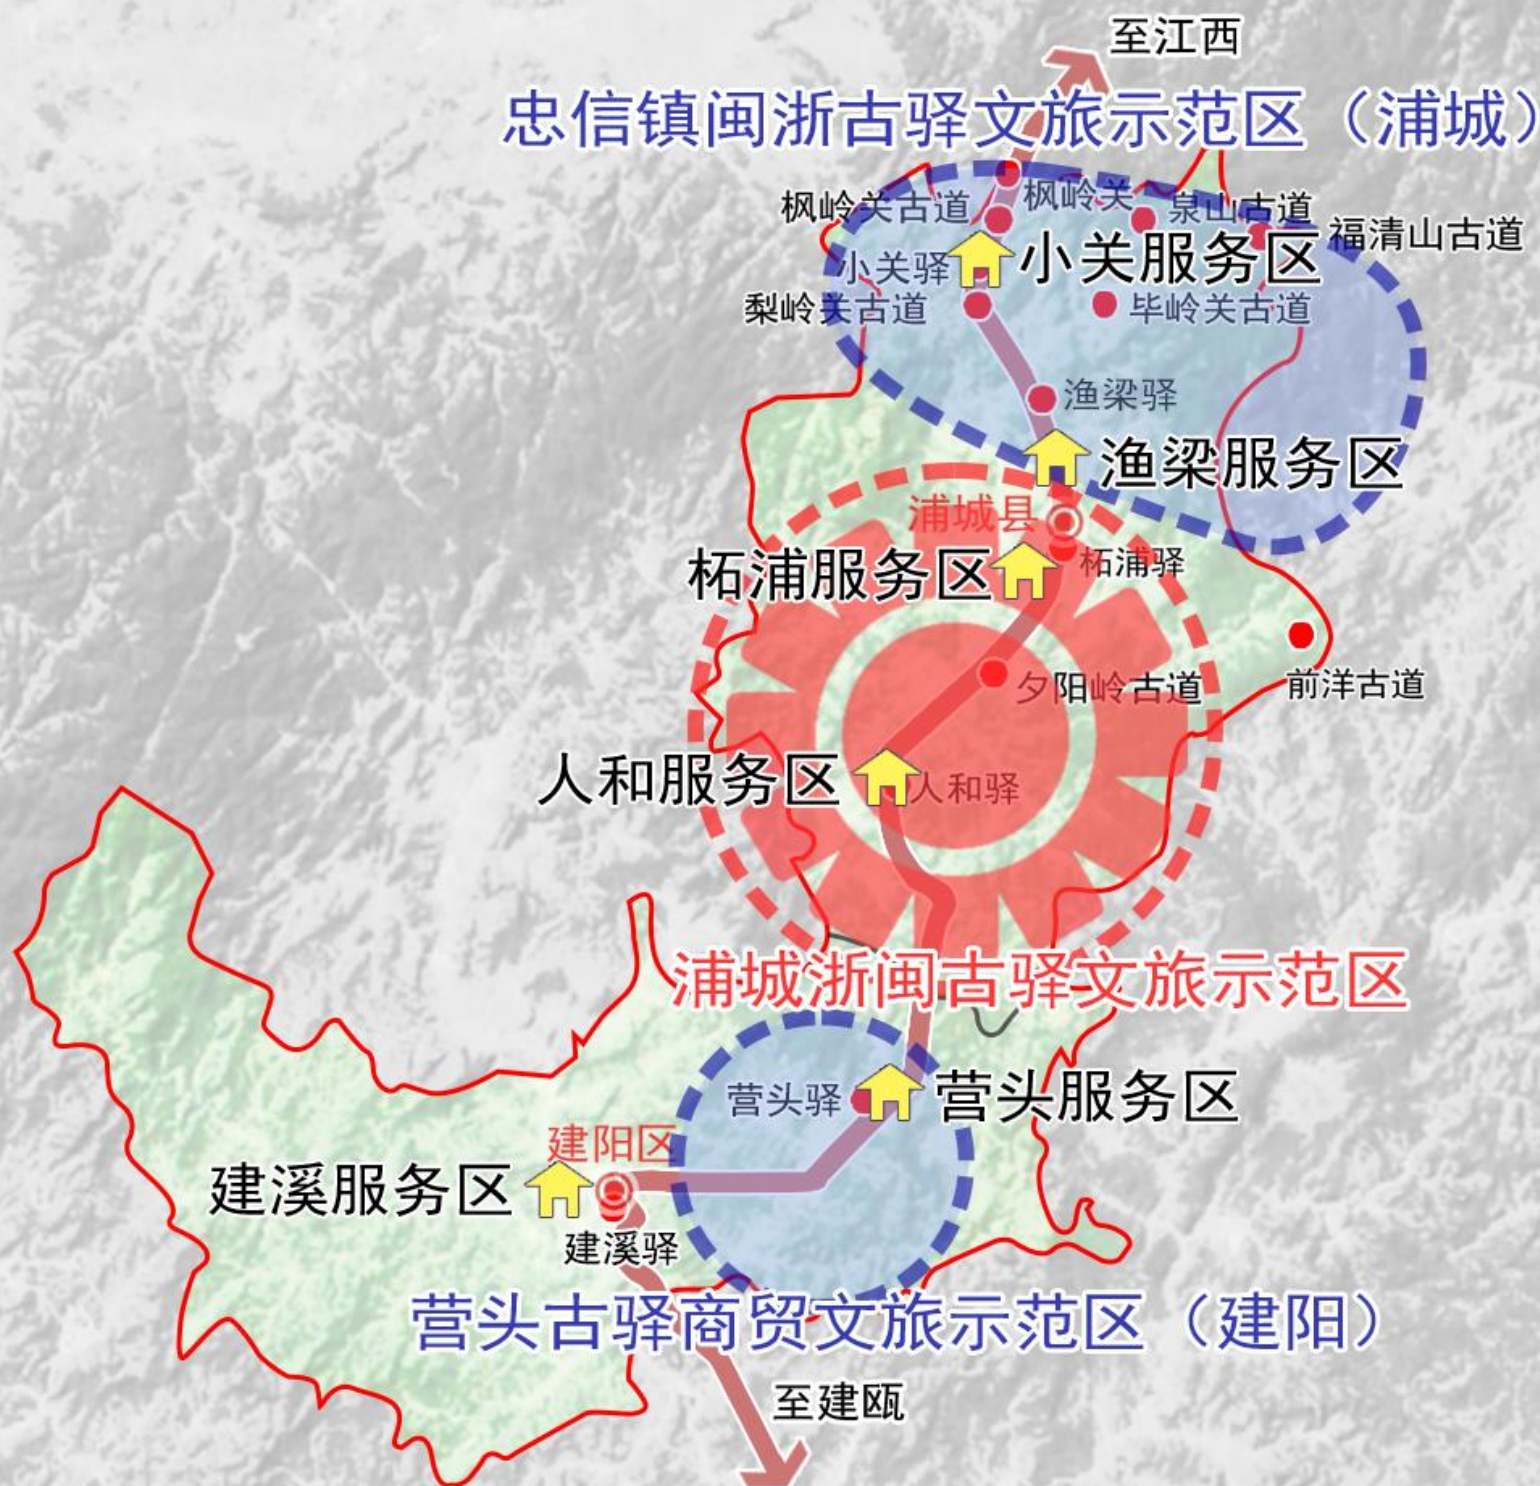 至江西
忠信镇闽浙古驿文旅示范区（浦城）
枫岭关古道
枫岭关
泉山古道
福清山古道
小关驿
小关服务区
梨岭关古道
毕岭关古道
渔梁驿
渔梁服务区
浦城县
柘浦服务区
柘浦驿
夕阳岭古道
前洋古道
人和服务区
人和驿
浦城浙闽古驿文旅示范区
营头驿
营头服务区
建阳区
建溪服务区
建溪驿
营头古驿商贸文旅示范区（建阳）
至建瓯